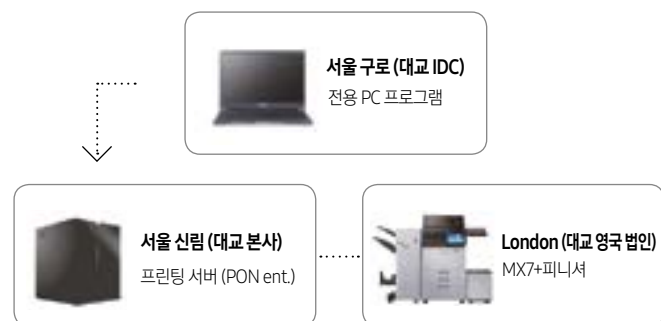 서울 구로 (대교 IDC)
전용 PC 프로그램
서울 신림 (대교 본사)
프린팅 서버 (PON ent.)
London (대교 영국 법인)
MX7+피니셔